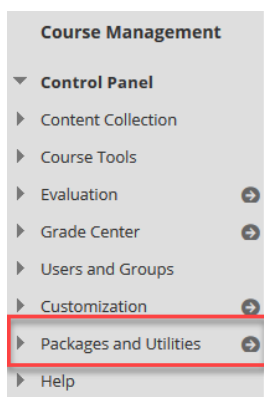 Course Management
Control Panel
Content Collection
Course Tools
Evaluation
Grade Center
Users and Groups
Customization
Packages and Utilities
Help